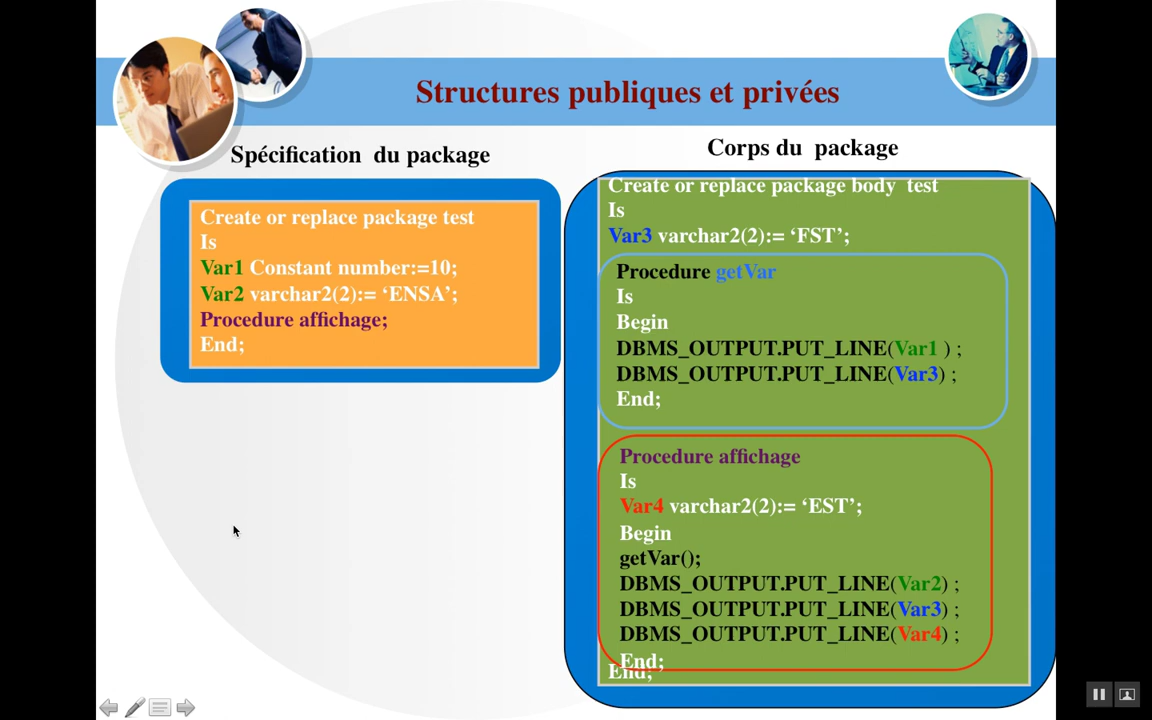 Structures publiques et privées
Spécification du package
Create or replace package test
Is
Var1 Constant number:=10;
Var2 varchar2(2):= ‘ENSA’;
Procedure affichage;
End;
Corps du package
Create or replace package body test
Is
Var3 varchar2(2):= ‘FST’;
Procedure getVar
Is
Begin
DBMS_OUTPUT.PUT_LINE(Var1 ) ;
DBMS_OUTPUT.PUT_LINE(Var3) ;
End;
Procedure affichage
Is
Var4 varchar2(2):= ‘EST’;
Begin
getVar();
DBMS_OUTPUT.PUT_LINE(Var2) ;
DBMS_OUTPUT.PUT_LINE(Var3) ;
DBMS_OUTPUT.PUT_LINE(Var4) ;
End;
End;